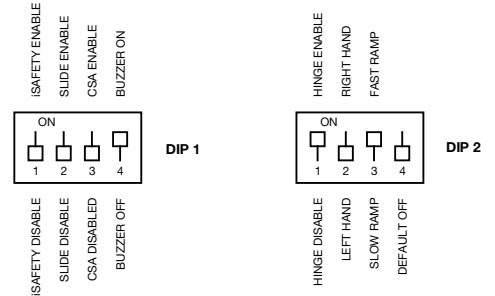 iSAFETY ENABLE
SLIDE ENABLE
CSA ENABLE
BUZZER ON
ON
1 2 3 4
DIP 1
iSAFETY DISABLE
SLIDE DISABLE
CSA DISABLED
BUZZER OFF
HINGE ENABLE
RIGHT HAND
FAST RAMP
ON
1 2 3 4
DIP 2
HINGE DISABLE
LEFT HAND
SLOW RAMP
DEFAULT OFF